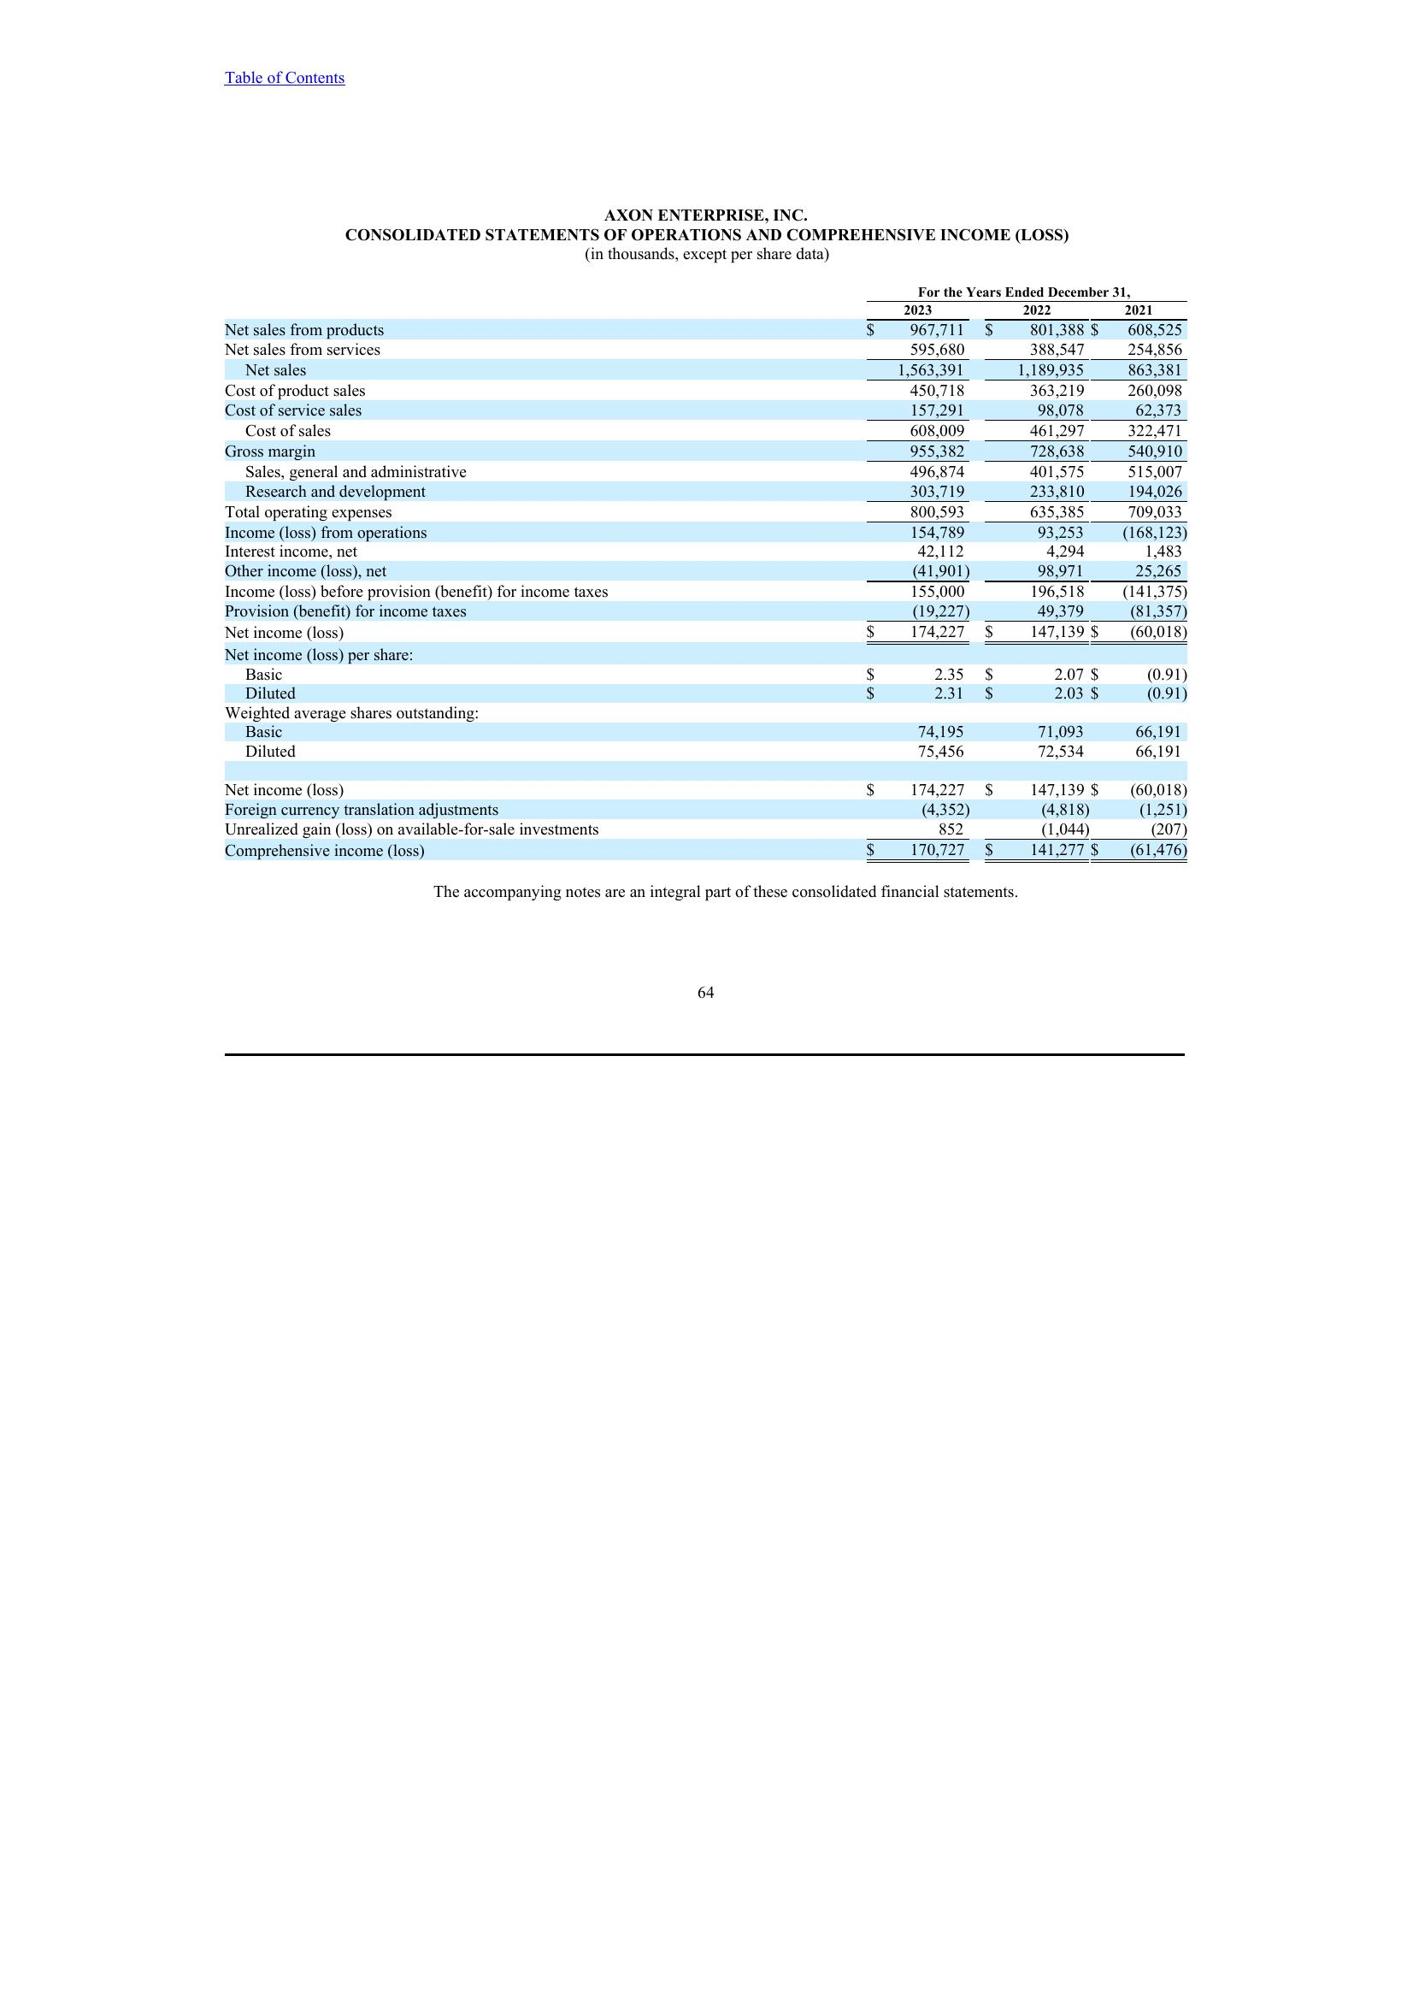 Table of Contents
AXON ENTERPRISE, INC.
CONSOLIDATED STATEMENTS OF OPERATIONS AND COMPREHENSIVE INCOME (LOSS)
(in thousands, except per share data)
For the Years Ended December 31,
2023 2022 2021
Net sales from products $ 967,711 $ 801,388 $ 608,525
Net sales from services 595,680 388,547 254,856
Net sales 1,563,391 1,189,935 863,381
Cost of product sales 450,718 363,219 260,098
Cost of service sales 157,291 98,078 62,373
Cost of sales 608,009 461,297 322,471
Gross margin 955,382 728,638 540,910
Sales, general and administrative 496,874 401,575 515,007
Research and development 303,719 233,810 194,026
Total operating expenses 800,593 635,385 709,033
Income (loss) from operations 154,789 93,253 (168,123)
Interest income, net 42,112 4,294 1,483
Other income (loss), net (41,901) 98,971 25,265
Income (loss) before provision (benefit) for income taxes 155,000 196,518 (141,375)
Provision (benefit) for income taxes (19,227) 49,379 (81,357)
Net income (loss) $ 174,227 $ 147,139 $ (60,018)
Net income (loss) per share:
Basic $ 2.35 $ 2.07 $ (0.91)
Diluted $ 2.31 $ 2.03 $ (0.91)
Weighted average shares outstanding:
Basic 74,195 71,093 66,191
Diluted 75,456 72,534 66,191
Net income (loss) $ 174,227 $ 147,139 $ (60,018)
Foreign currency translation adjustments (4,352) (4,818) (1,251)
Unrealized gain (loss) on available-for-sale investments 852 (1,044) (207)
Comprehensive income (loss) $ 170,727 $ 141,277 $ (61,476)
The accompanying notes are an integral part of these consolidated financial statements.
64